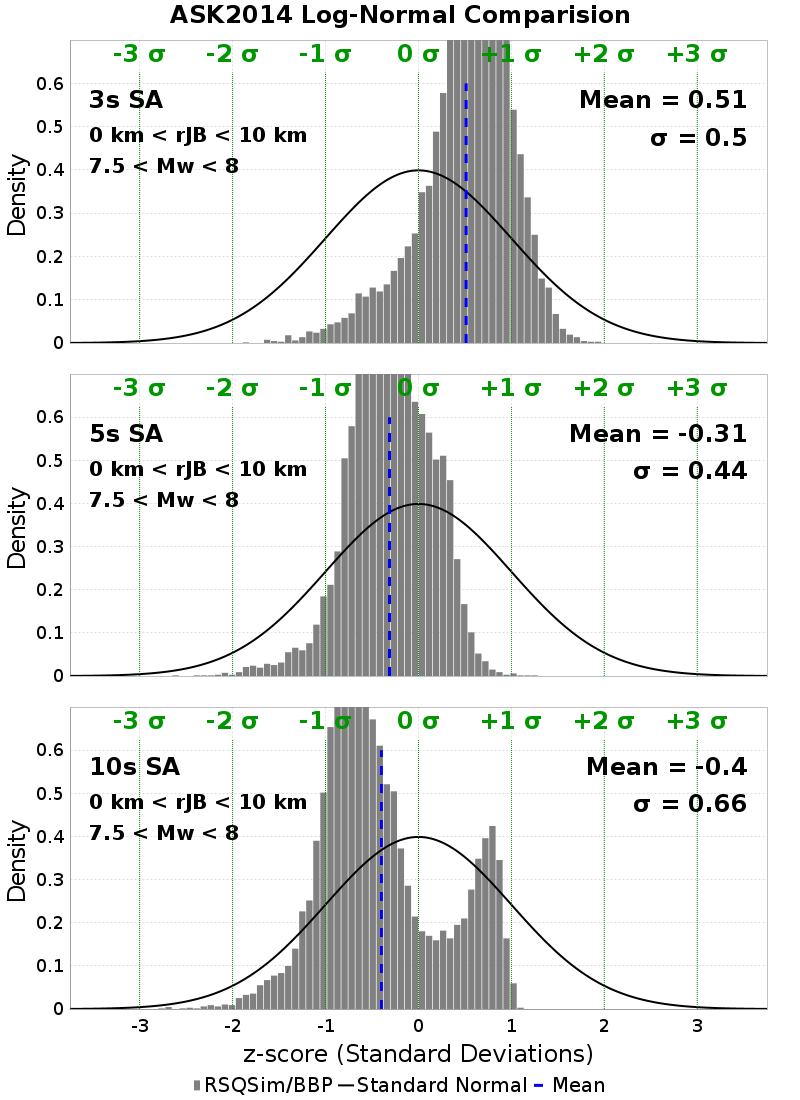 ASK2014 Log-Normal Comparision
-3 σ -2 σ -1 σ 0 σ +1 σ +2 σ +3 σ
3s SA
Mean = 0.51
0 km < rJB < 10 km
σ = 0.5
7.5 < Mw < 8
Density
0.6
0.5
0.4
0.3
0.2
0.1
0
-3 σ -2 σ -1 σ 0 σ +1 σ +2 σ +3 σ
5s SA
Mean = -0.31
0 km < rJB < 10 km
σ = 0.44
7.5 < Mw < 8
Density
0.6
0.5
0.4
0.3
0.2
0.1
0
-3 σ -2 σ -1 σ 0 σ +1 σ +2 σ +3 σ
10s SA
Mean = -0.4
0 km < rJB < 10 km
σ = 0.66
7.5 < Mw < 8
Density
0.6
0.5
0.4
0.3
0.2
0.1
0
-3 -2 -1 0 1 2 3
z-score (Standard Deviations)
RSQSim/BBP Standard Normal Mean